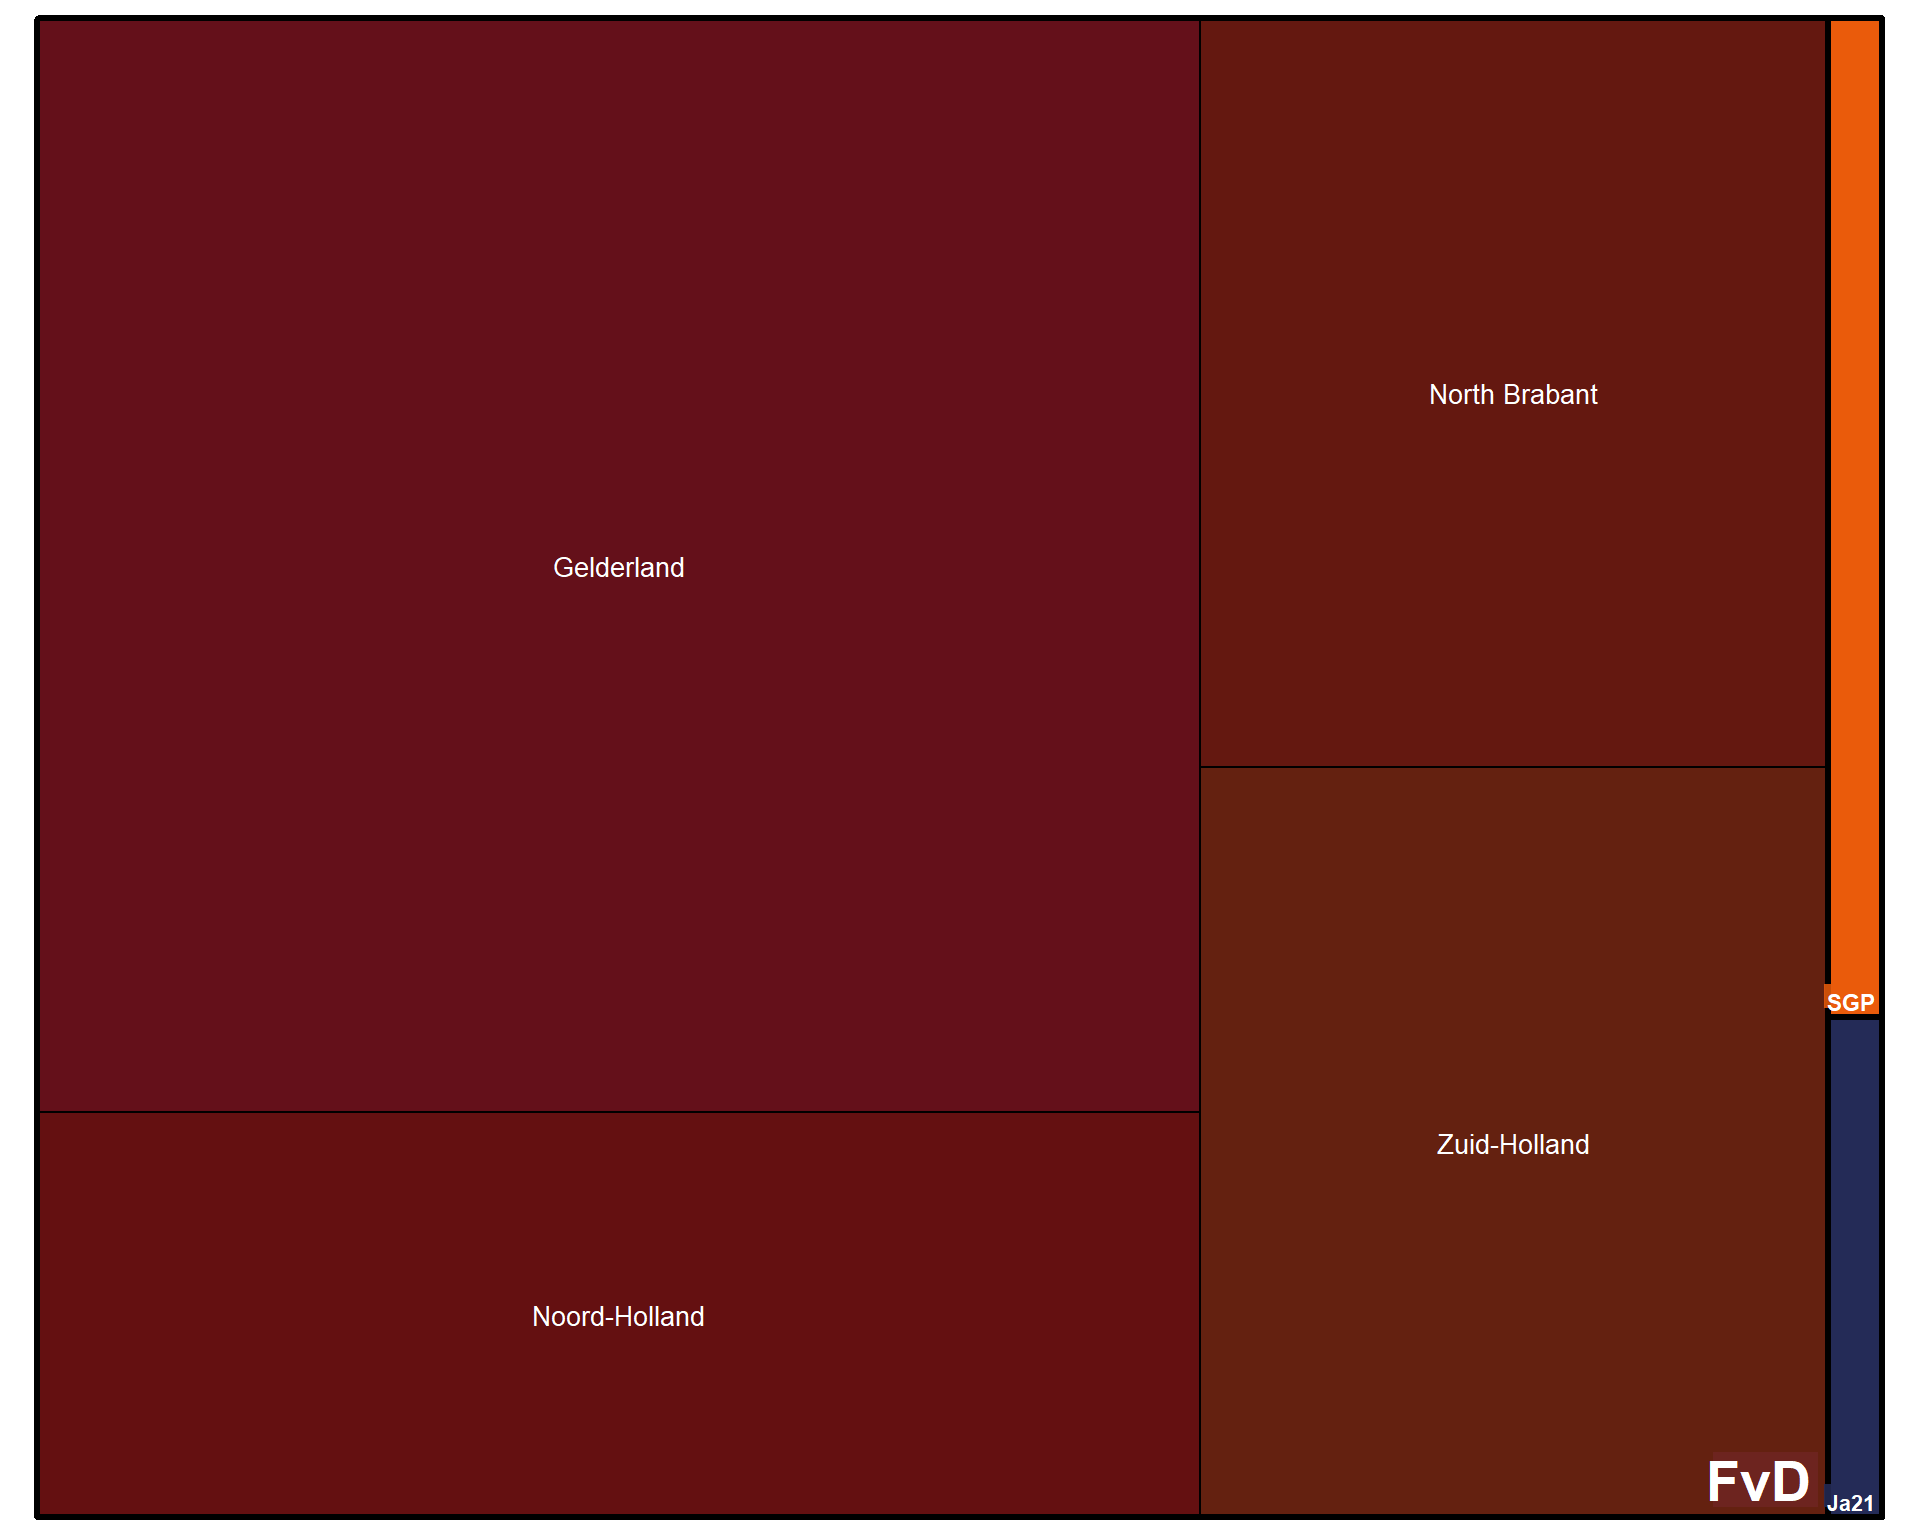 North Brabant
Gelderland
SGP
Zuid-Holland
Noord-Holland
FvD
Ja21